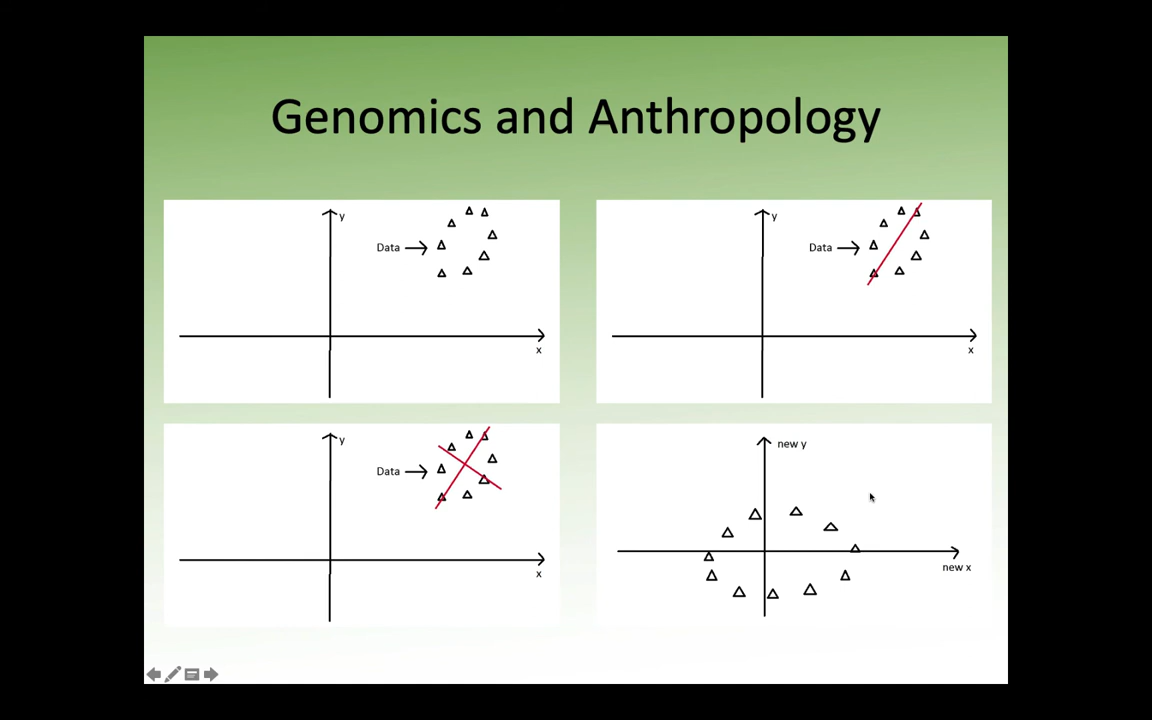 Genomics and Anthropology
y
Data
x
y
Data
x
y
Data
x
new y
new x